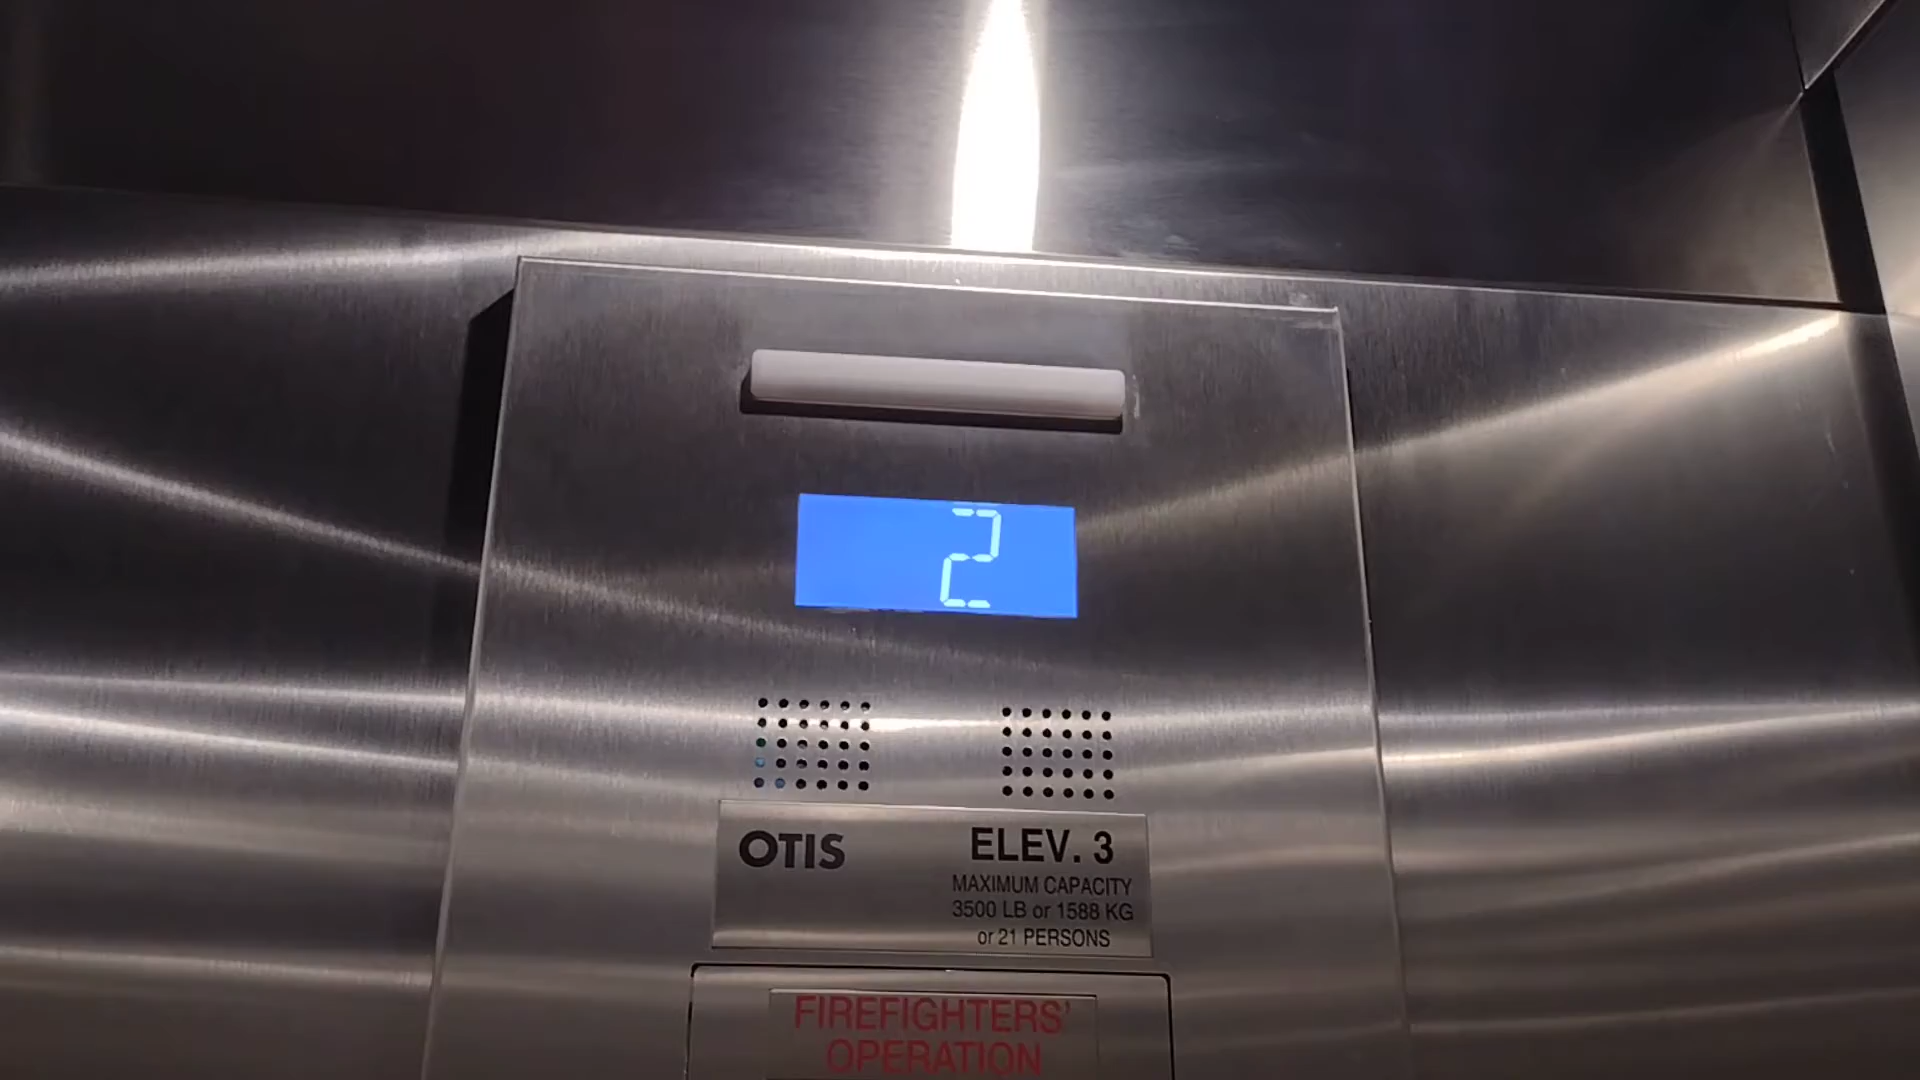 2
OTIS
ELEV. 3
MAXIMUM CAPACITY
3500 LB or 1588 KG
or 21 PERSONS
FIREFIGHTERS'
OPERATION